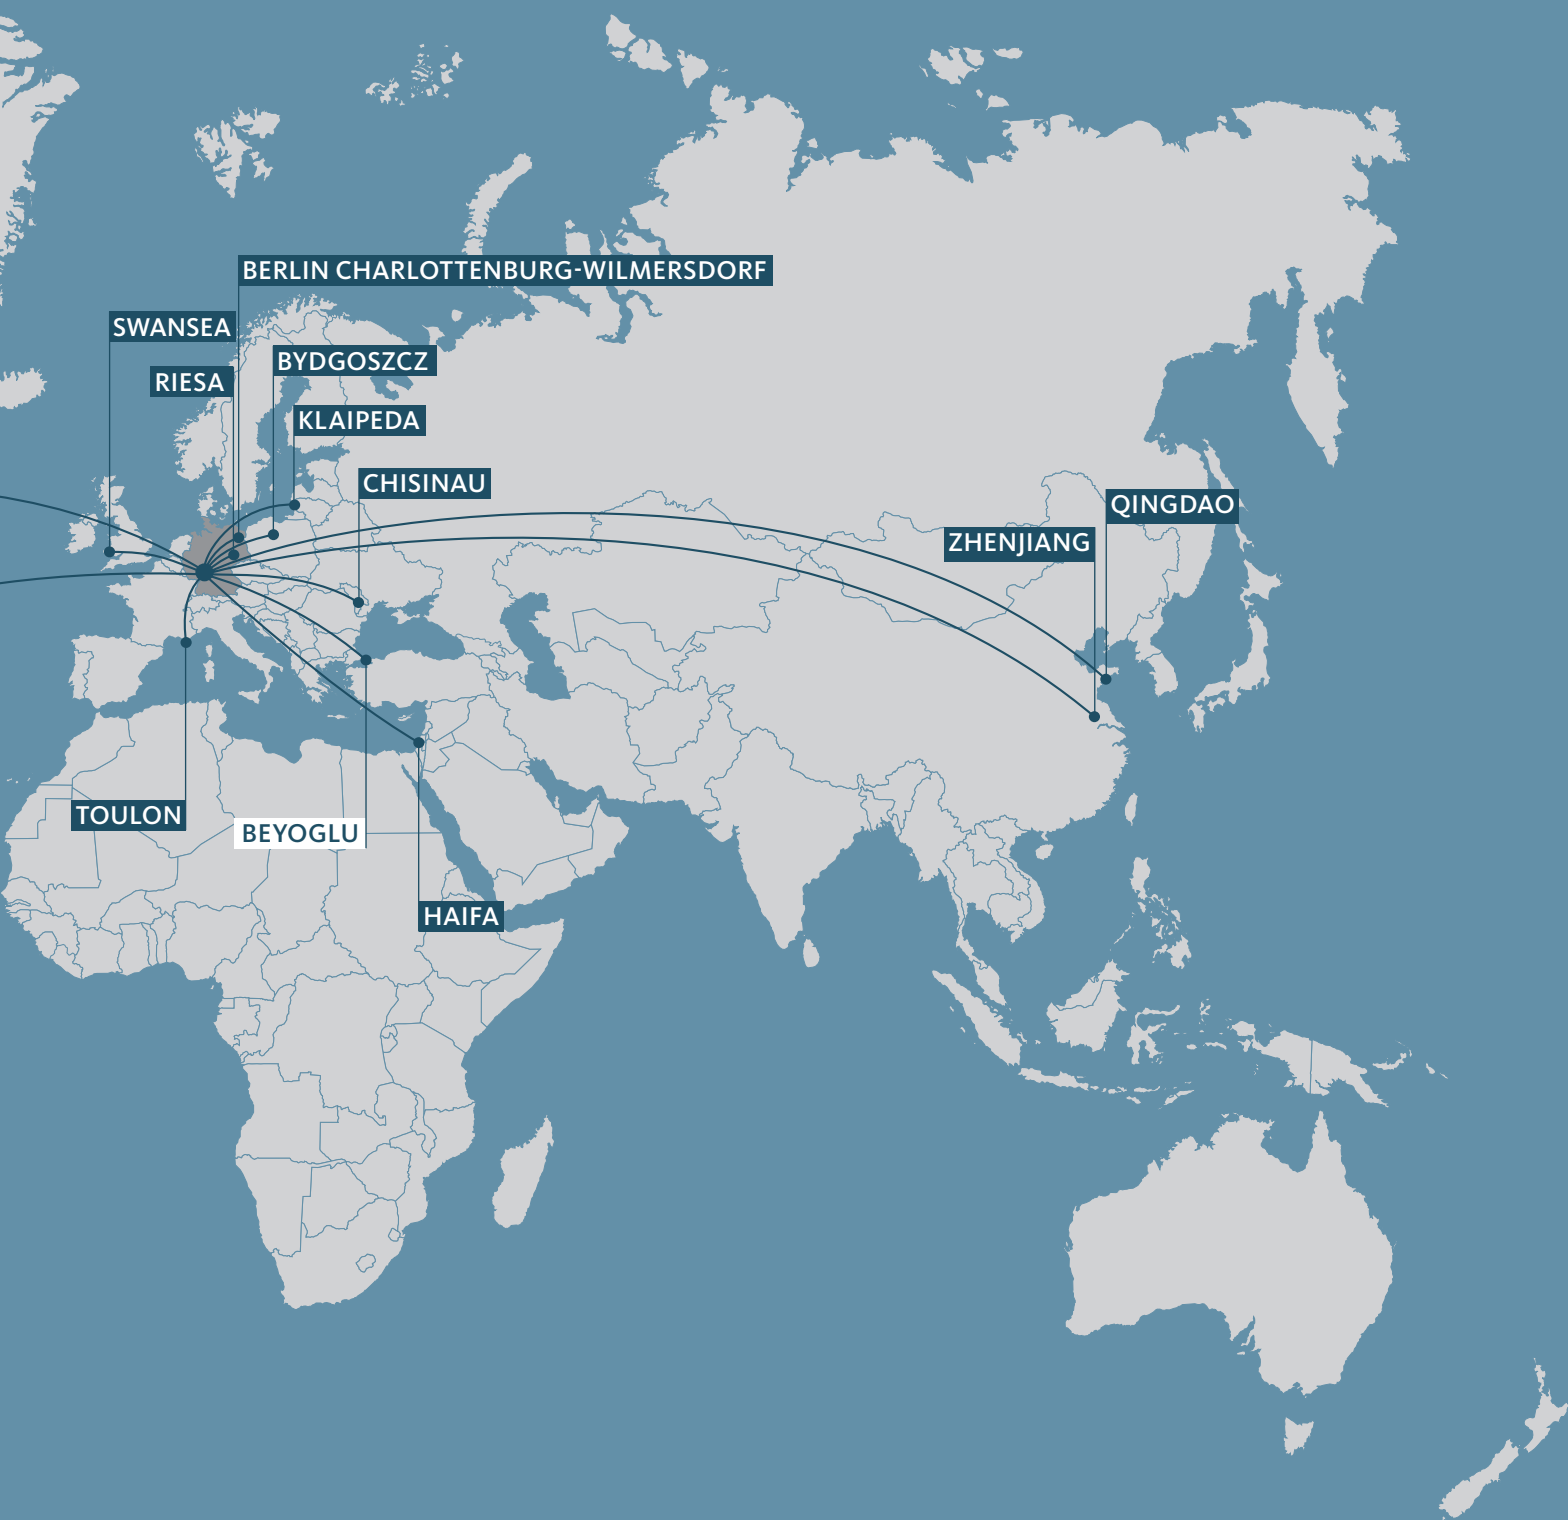 BERLIN CHARLOTTENBURG-WILMERSDORF
SWANSEA
BYDGOSZCZ
RIESA
KLAIPEDA
CHISINAU
QINGDAO
ZHENJIANG
TOULON
BEYOGLU
HAIFA